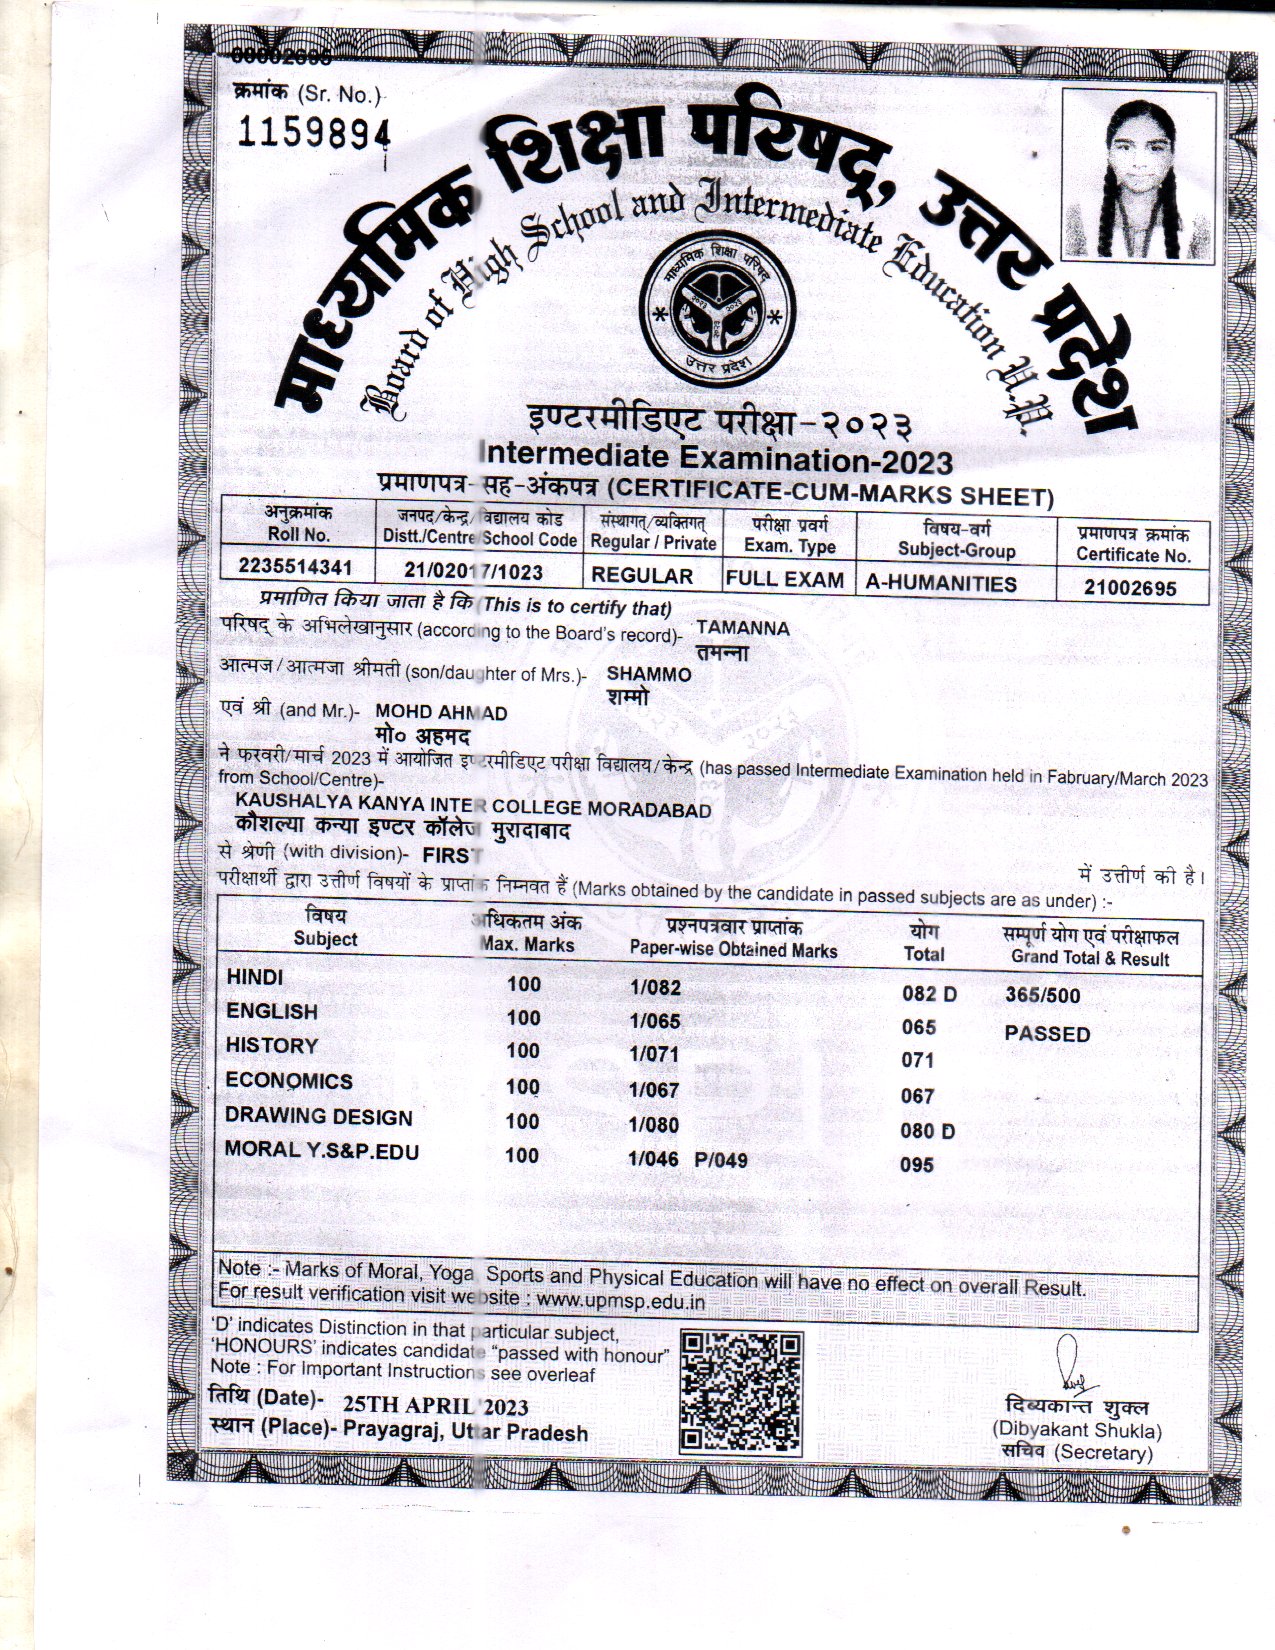 00002695
क्रमांक (Sr. No.)
1159894
माध्यमिक शिक्षा परिषद्, उत्तर प्रदेश
Board of High School and Intermediate Education U.P.
माध्यमिक शिक्षा परिषद्
उत्तर प्रदेश
इण्टरमीडिएट परीक्षा-२०२३
Intermediate Examination-2023
प्रमाणपत्र-सह-अंकपत्र (CERTIFICATE-CUM-MARKS SHEET)
अनुक्रमांक जनपद/केन्द्र/विद्यालय कोड संस्थागत्/व्यक्तिगत् परीक्षा प्रवर्ग विषय-वर्ग प्रमाणपत्र क्रमांक
Roll No. Distt./Centre/School Code Regular / Private Exam. Type Subject-Group Certificate No.
2235514341 21/02017/1023 REGULAR FULL EXAM A-HUMANITIES 21002695
प्रमाणित किया जाता है कि (This is to certify that)
परिषद् के अभिलेखानुसार (according to the Board's record)- TAMANNA
तमन्ना
आत्मज/आत्मजा श्रीमती (son/daughter of Mrs.)- SHAMMO
शम्मो
एवं श्री (and Mr.)- MOHD AHMAD
मो० अहमद
ने फरवरी/मार्च 2023 में आयोजित इण्टरमीडिएट परीक्षा विद्यालय/केन्द्र (has passed Intermediate Examination held in Fabruary/March 2023
from School/Centre)-
KAUSHALYA KANYA INTER COLLEGE MORADABAD
कौशल्या कन्या इण्टर कॉलेज मुरादाबाद
से श्रेणी (with division)- FIRST में उत्तीर्ण की है।
परीक्षार्थी द्वारा उत्तीर्ण विषयों के प्राप्तांक निम्नवत हैं (Marks obtained by the candidate in passed subjects are as under) :-
विषय अधिकतम अंक प्रश्नपत्रवार प्राप्तांक योग सम्पूर्ण योग एवं परीक्षाफल
Subject Max. Marks Paper-wise Obtained Marks Total Grand Total & Result
HINDI 100 1/082 082 D 365/500
ENGLISH 100 1/065 065 PASSED
HISTORY 100 1/071 071
ECONOMICS 100 1/067 067
DRAWING DESIGN 100 1/080 080 D
MORAL Y.S&P.EDU 100 1/046 P/049 095
Note :- Marks of Moral, Yoga Sports and Physical Education will have no effect on overall Result.
For result verification visit website : www.upmsp.edu.in
'D' indicates Distinction in that particular subject,
'HONOURS' indicates candidate "passed with honour"
Note : For Important Instructions see overleaf
तिथि (Date)- 25TH APRIL 2023
स्थान (Place)- Prayagraj, Uttar Pradesh
दिब्यकान्त शुक्ल
(Dibyakant Shukla)
सचिव (Secretary)